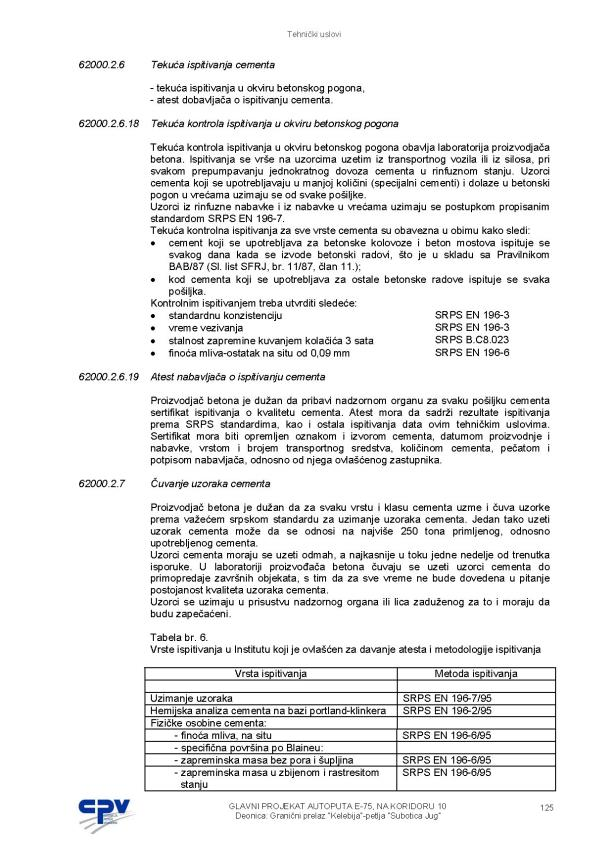 Tehnički uslovi
62000.2.6 Tekuća ispitivanja cementa
- tekuća ispitivanja u okviru betonskog pogona,
- atest dobavljača o ispitivanju cementa.
62000.2.6.18 Tekuća kontrola ispitivanja u okviru betonskog pogona
Tekuća kontrola ispitivanja u okviru betonskog pogona obavlja laboratorija proizvodjača
betona. Ispitivanja se vrše na uzorcima uzetim iz transportnog vozila ili iz silosa, pri
svakom prepumpavanju jednokratnog dovoza cementa u rinfuznom stanju. Uzorci
cementa koji se upotrebljavaju u manjoj količini (specijalni cementi) i dolaze u betonski
pogon u vrećama uzimaju se od svake pošiljke.
Uzorci iz rinfuzne nabavke i iz nabavke u vrećama uzimaju se postupkom propisanim
standardom SRPS EN 196-7.
Tekuća kontrolna ispitivanja za sve vrste cementa su obavezna u obimu kako sledi:
• cement koji se upotrebljava za betonske kolovoze i beton mostova ispituje se
svakog dana kada se izvode betonski radovi, što je u skladu sa Pravilnikom
BAB/87 (Sl. list SFRJ, br. 11/87, član 11.);
• kod cementa koji se upotrebljava za ostale betonske radove ispituje se svaka
pošiljka.
Kontrolnim ispitivanjem treba utvrditi sledeće:
• standardnu konzistenciju SRPS EN 196-3
• vreme vezivanja SRPS EN 196-3
• stalnost zapremine kuvanjem kolačića 3 sata SRPS B.C8.023
• finoća mliva-ostatak na situ od 0,09 mm SRPS EN 196-6
62000.2.6.19 Atest nabavljača o ispitivanju cementa
Proizvodjač betona je dužan da pribavi nadzornom organu za svaku pošiljku cementa
sertifikat ispitivanja o kvalitetu cementa. Atest mora da sadrži rezultate ispitivanja
prema SRPS standardima, kao i ostala ispitivanja data ovim tehničkim uslovima.
Sertifikat mora biti opremljen oznakom i izvorom cementa, datumom proizvodnje i
nabavke, vrstom i brojem transportnog sredstva, količinom cementa, pečatom i
potpisom nabavljača, odnosno od njega ovlašćenog zastupnika.
62000.2.7 Čuvanje uzoraka cementa
Proizvodjač betona je dužan da za svaku vrstu i klasu cementa uzme i čuva uzorke
prema važećem srpskom standardu za uzimanje uzoraka cementa. Jedan tako uzeti
uzorak cementa može da se odnosi na najviše 250 tona primljenog, odnosno
upotrebljenog cementa.
Uzorci cementa moraju se uzeti odmah, a najkasnije u toku jedne nedelje od trenutka
isporuke. U laboratoriji proizvođača betona čuvaju se uzeti uzorci cementa do
primopredaje završnih objekata, s tim da za sve vreme ne bude dovedena u pitanje
postojanost kvaliteta uzoraka cementa.
Uzorci se uzimaju u prisustvu nadzornog organa ili lica zaduženog za to i moraju da
budu zapečaćeni.
Tabela br. 6.
Vrste ispitivanja u Institutu koji je ovlašćen za davanje atesta i metodologije ispitivanja
Vrsta ispitivanja Metoda ispitivanja
Uzimanje uzoraka SRPS EN 196-7/95
Hemijska analiza cementa na bazi portland-klinkera SRPS EN 196-2/95
Fizičke osobine cementa:
- finoća mliva, na situ SRPS EN 196-6/95
- specifična površina po Blaineu:
- zapreminska masa bez pora i šupljina SRPS EN 196-6/95
- zapreminska masa u zbijenom i rastresitom SRPS EN 196-6/95
stanju
GLAVNI PROJEKAT AUTOPUTA E-75, NA KORIDORU 10 125
Deonica: Granični prelaz "Kelebija"-petlja "Subotica Jug"